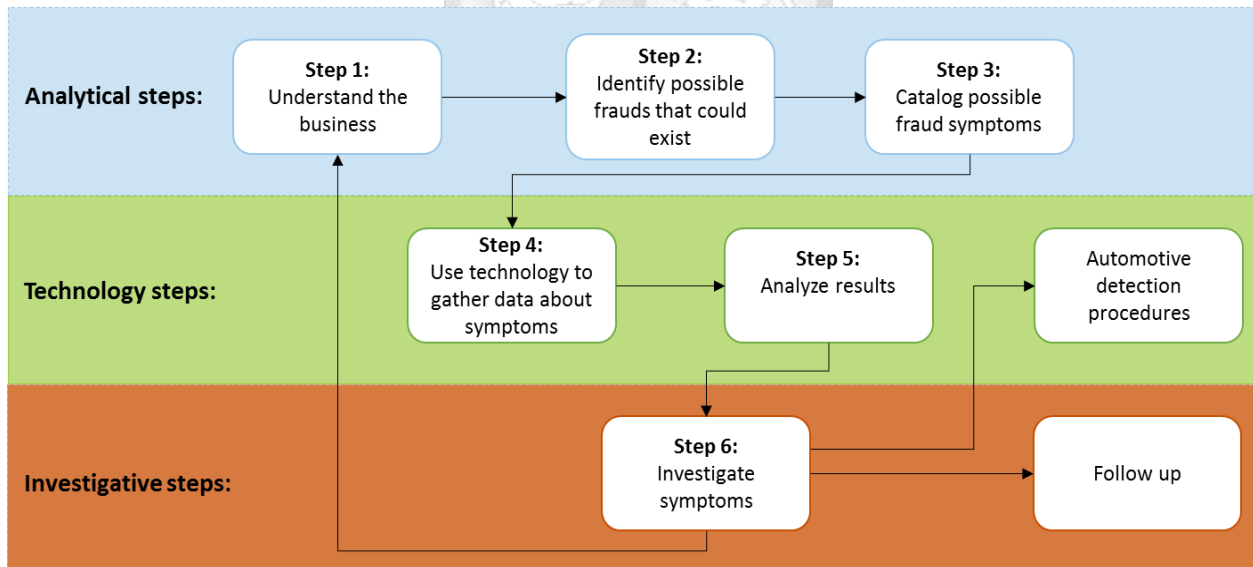 Analytical steps:
Step 1:
Understand the
business
Step 2:
Identify possible
frauds that could
exist
Step 3:
Catalog possible
fraud symptoms
Technology steps:
Step 4:
Use technology to
gather data about
symptoms
Step 5:
Analyze results
Automotive
detection
procedures
Investigative steps:
Step 6:
Investigate
symptoms
Follow up